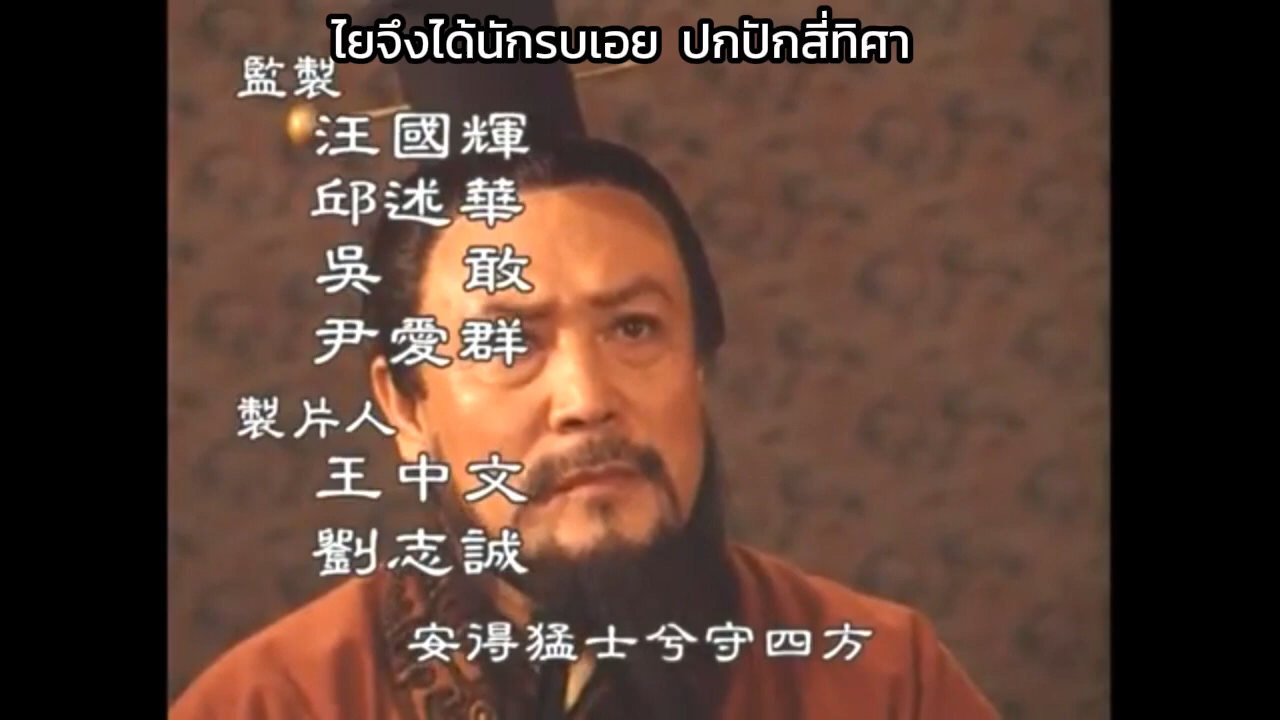 ไยจึงได้นักรบเอย ปกปักสี่ทิศา
監製
汪國輝
邱述華
吳 敢
尹愛群
製片人
王中文
劉志誠
安得猛士兮守四方